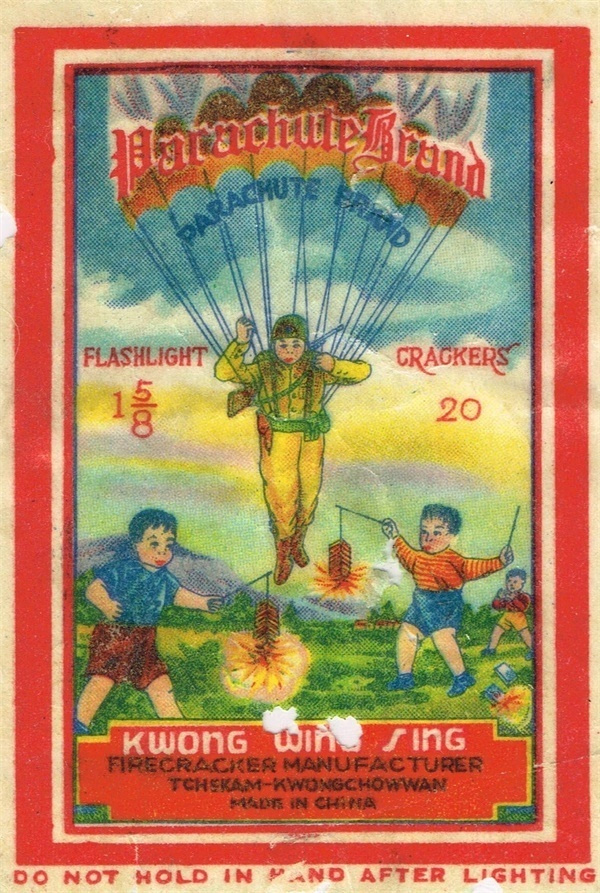 Parachute Brand
PARACHUTE BRAND
FLASHLIGHT CRACKERS
1 5/8 20
KWONG WING SING
FIRECRACKER MANUFACTURER
TCHEKAM-KWONGCHOWWAN
MADE IN CHINA
DO NOT HOLD IN HAND AFTER LIGHTING